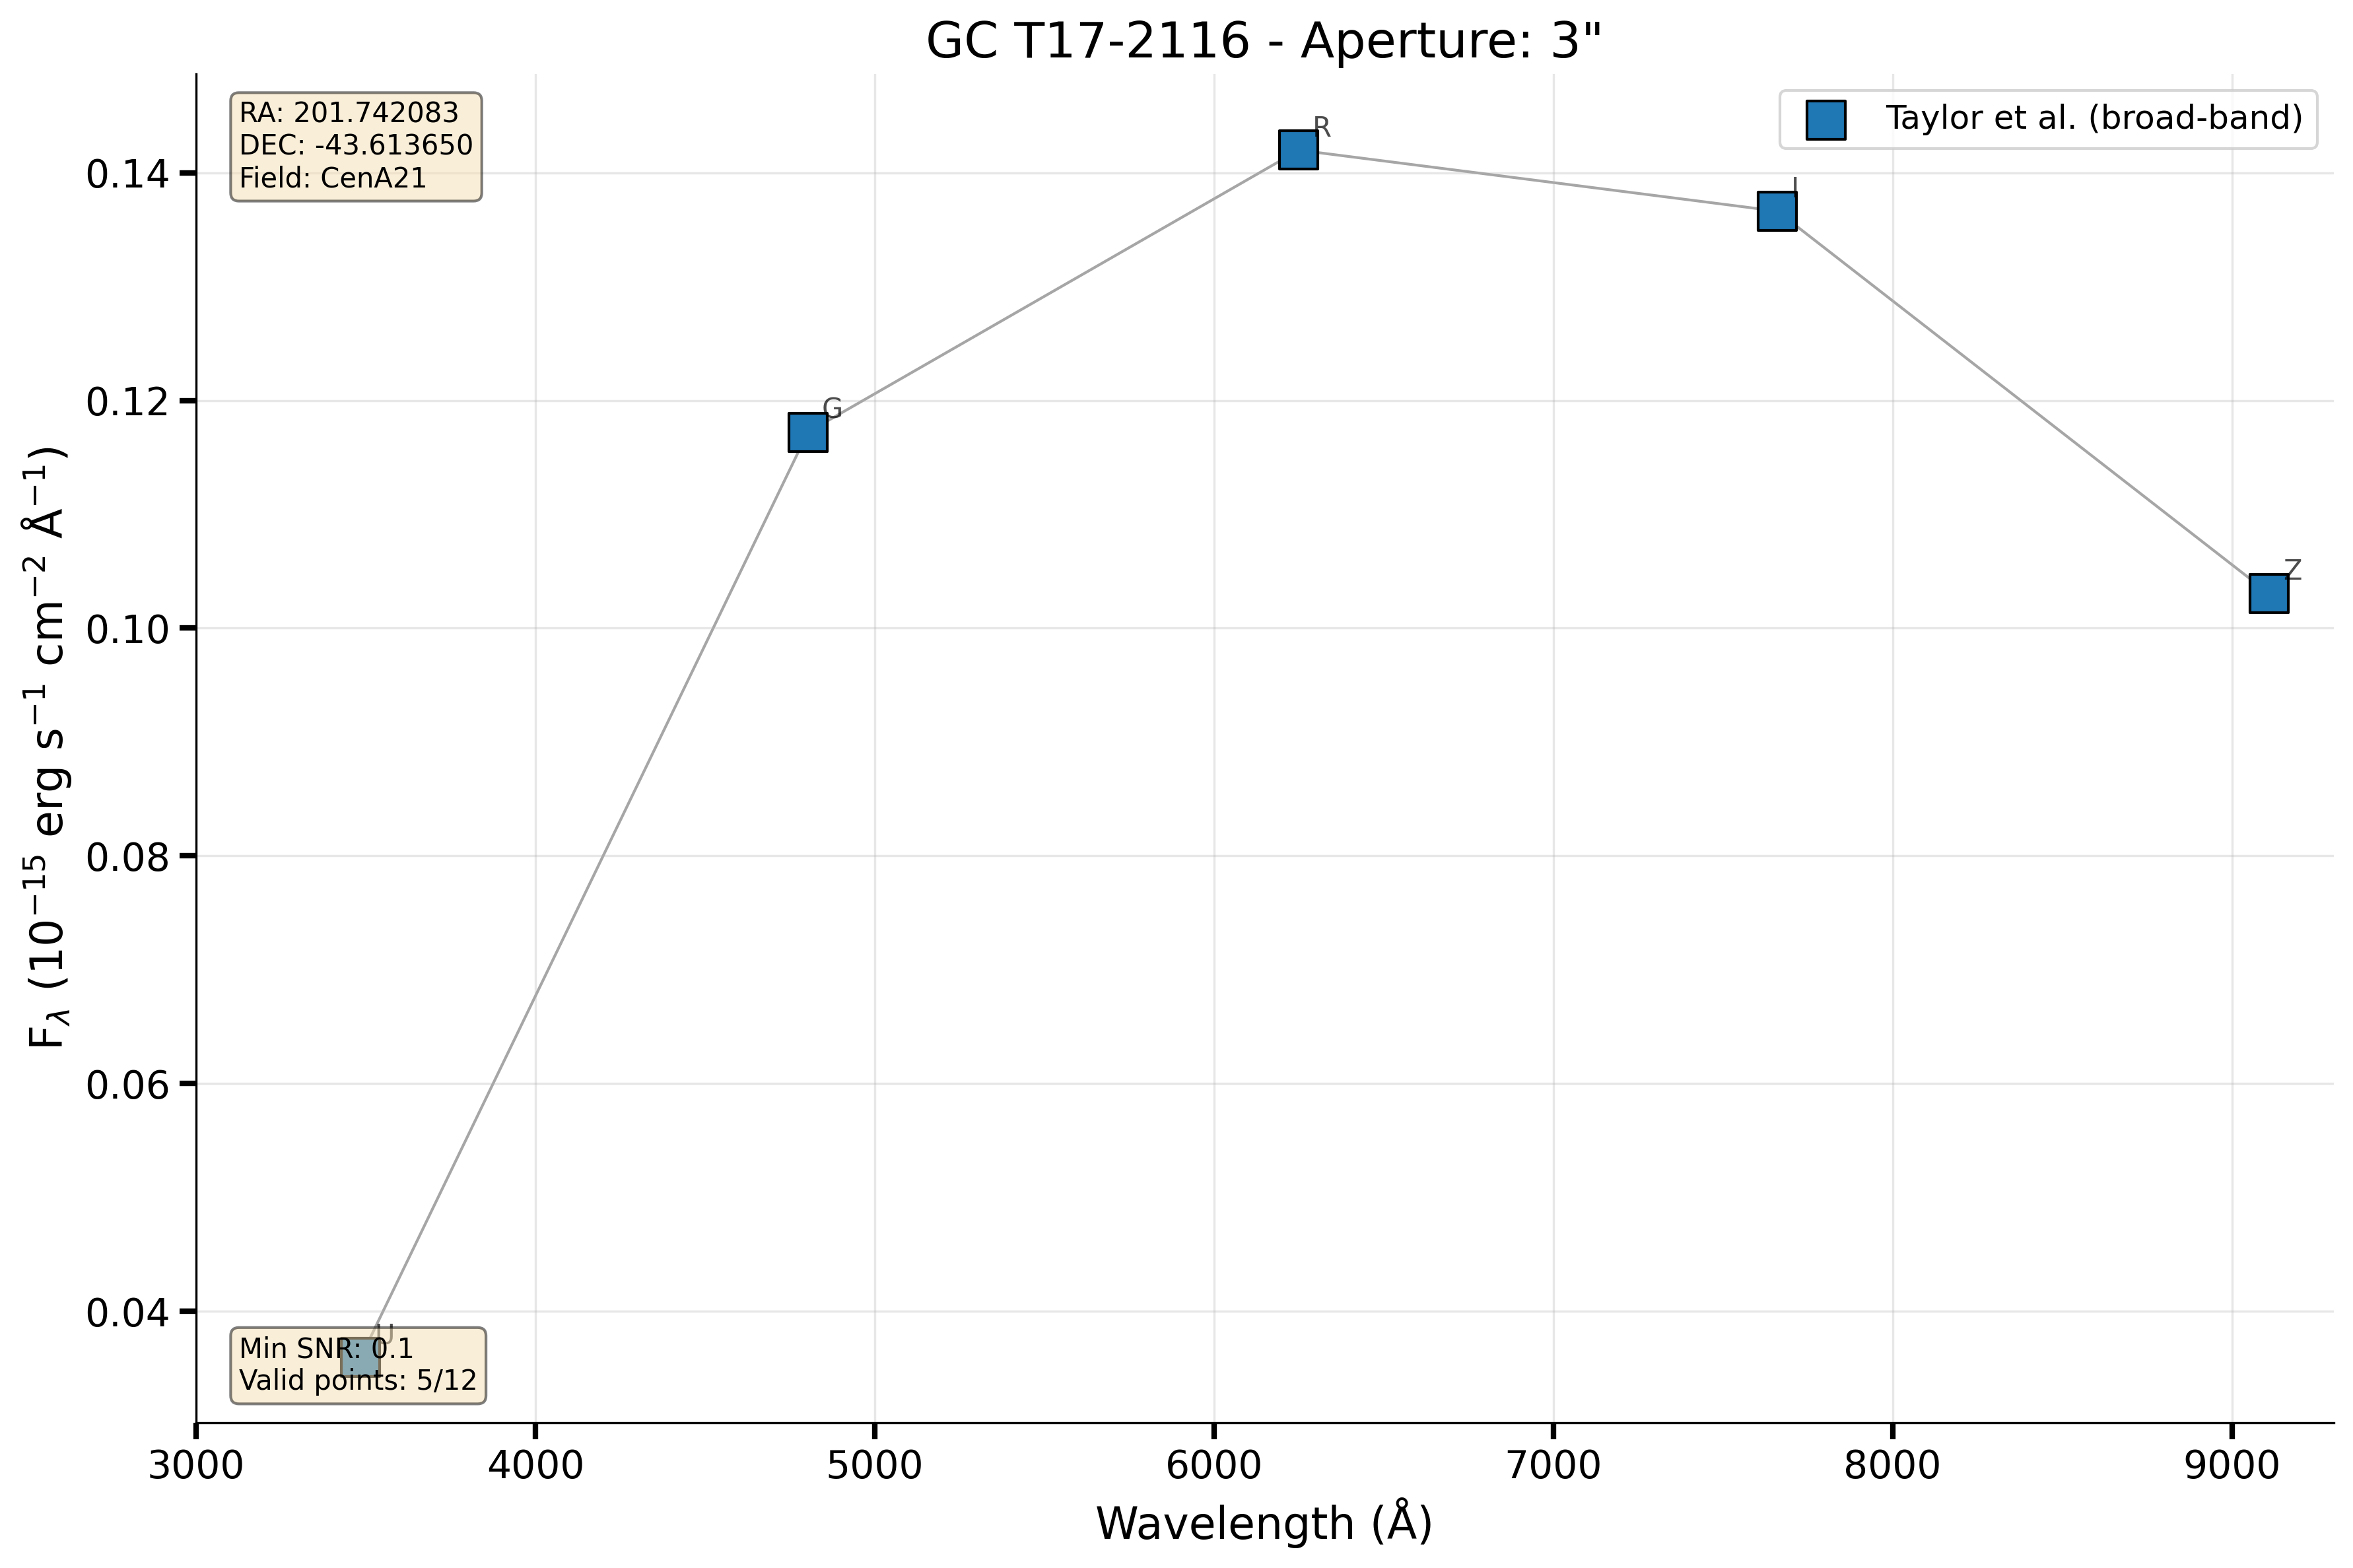 GC T17-2116 - Aperture: 3"
RA: 201.742083
DEC: -43.613650
Field: CenA21
Taylor et al. (broad-band)
R
I
G
Z
U
0.14
0.12
0.10
0.08
0.06
0.04
F_λ (10⁻¹⁵ erg s⁻¹ cm⁻² Å⁻¹)
Min SNR: 0.1
Valid points: 5/12
3000 4000 5000 6000 7000 8000 9000
Wavelength (Å)